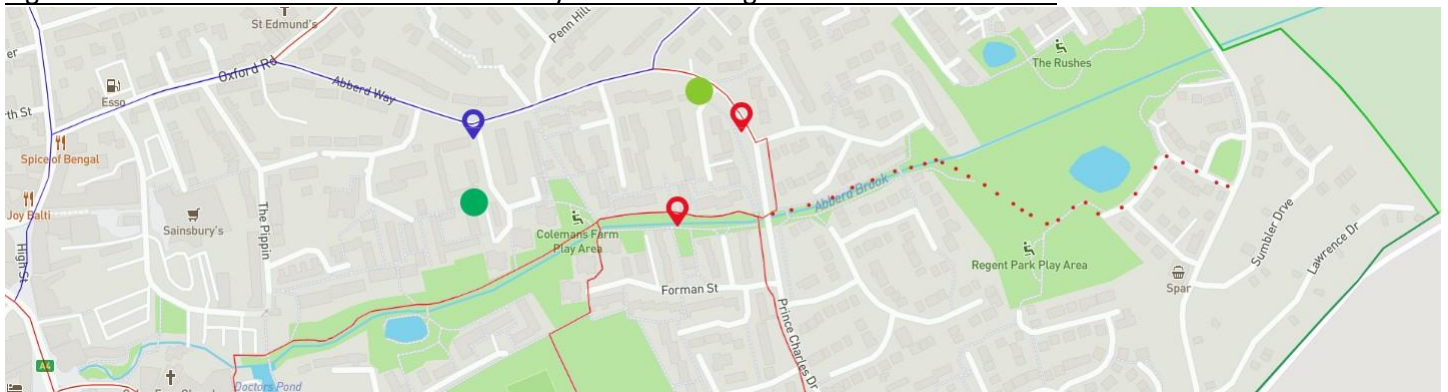 St Edmund's
Penn Hill
Oxford Rd
The Rushes
Abberd Way
Esso
Spice of Bengal
Abberd Brook
Joy Balti
Sainsbury's
The Pippin
High St
Colemans Farm
Play Area
Regent Park Play Area
Sumbler Drve
Lawrence Dr
Spar
Forman St
Prince Charles Dr
A4
Doctors Pond